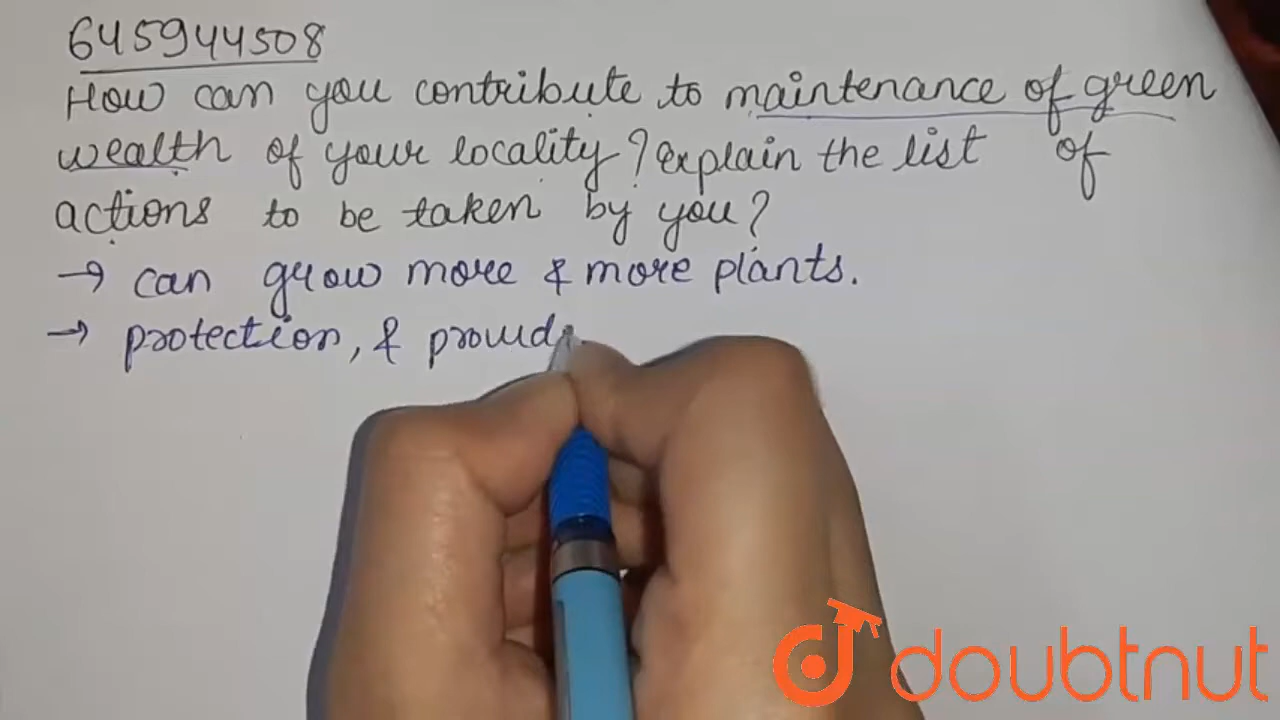 645944508
How can you contribute to maintenance of green
wealth of your locality? Explain the list of
actions to be taken by you?
→ can grow more & more plants.
→ protection, &
doubtnut